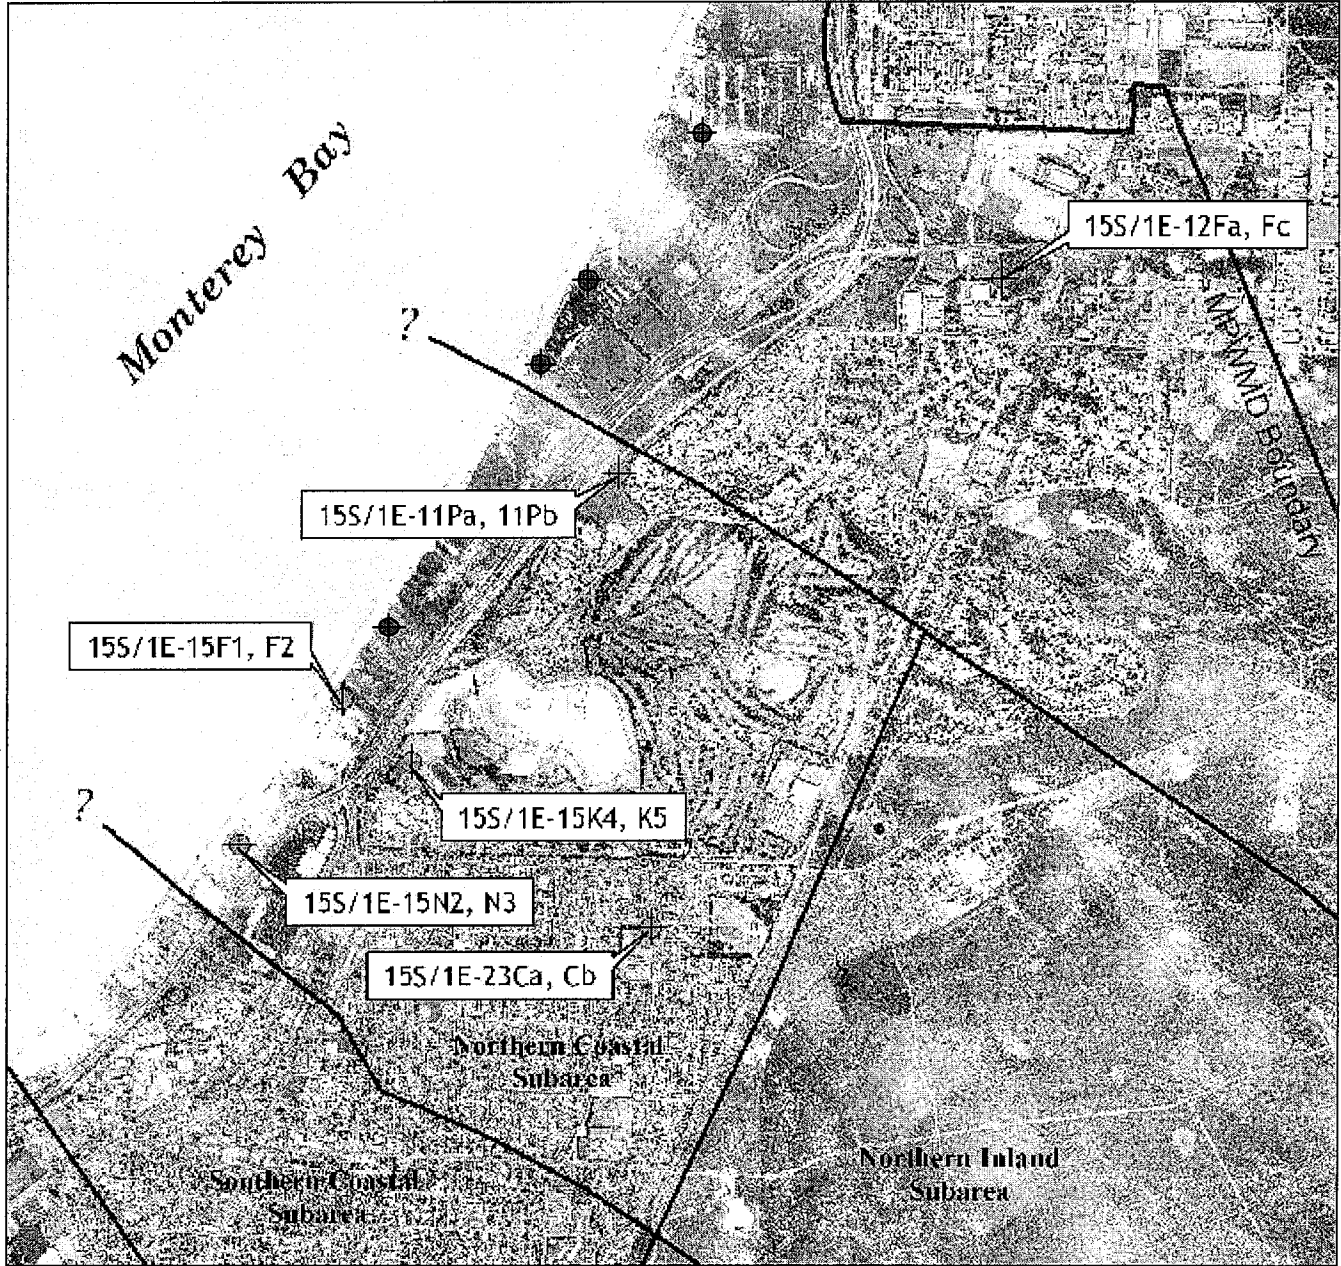 Monterey Bay
15S/1E-12Fa, Fc
MPWMD Boundary
?
15S/1E-11Pa, 11Pb
15S/1E-15F1, F2
?
15S/1E-15K4, K5
15S/1E-15N2, N3
15S/1E-23Ca, Cb
Northern Coastal
Subarea
Northern Inland
Subarea
Southern Coastal
Subarea